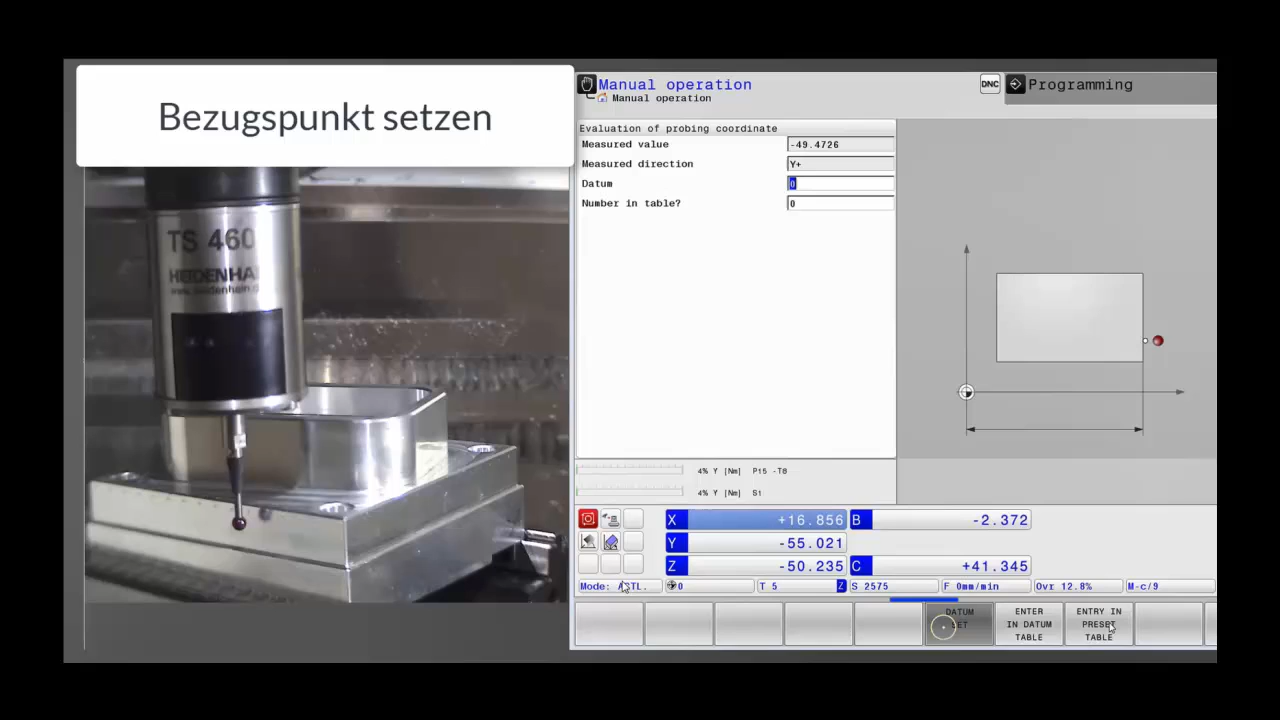 Bezugspunkt setzen
TS 460
HEIDENHA
Manual operation
Manual operation
DNC
Programming
Evaluation of probing coordinate
Measured value
-49.4726
Measured direction
Y+
Datum
0
Number in table?
0
4% Y [Nm] P15 -T8
4% Y [Nm] S1
X +16.856 B -2.372
Y -55.021
Z -50.235 C +41.345
Mode:
0
T 5
Z
S 2575
F 0mm/min
Ovr 12.8%
M-c/9
DATUM
SET
ENTER
IN DATUM
TABLE
ENTRY IN
PRESET
TABLE